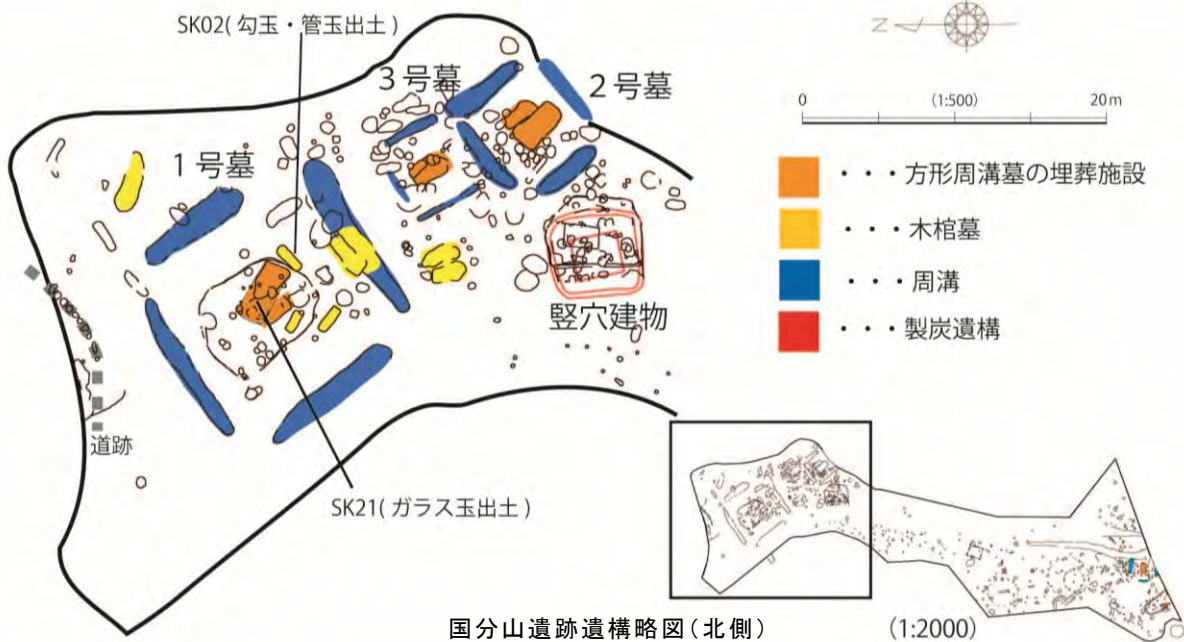 SK02(勾玉・管玉出土)
3号墓
2号墓
1号墓
竪穴建物
道跡
SK21(ガラス玉出土)
N
0 (1:500) 20m
・・・方形周溝墓の埋葬施設
・・・木棺墓
・・・周溝
・・・製炭遺構
国分山遺跡遺構略図(北側)
(1:2000)